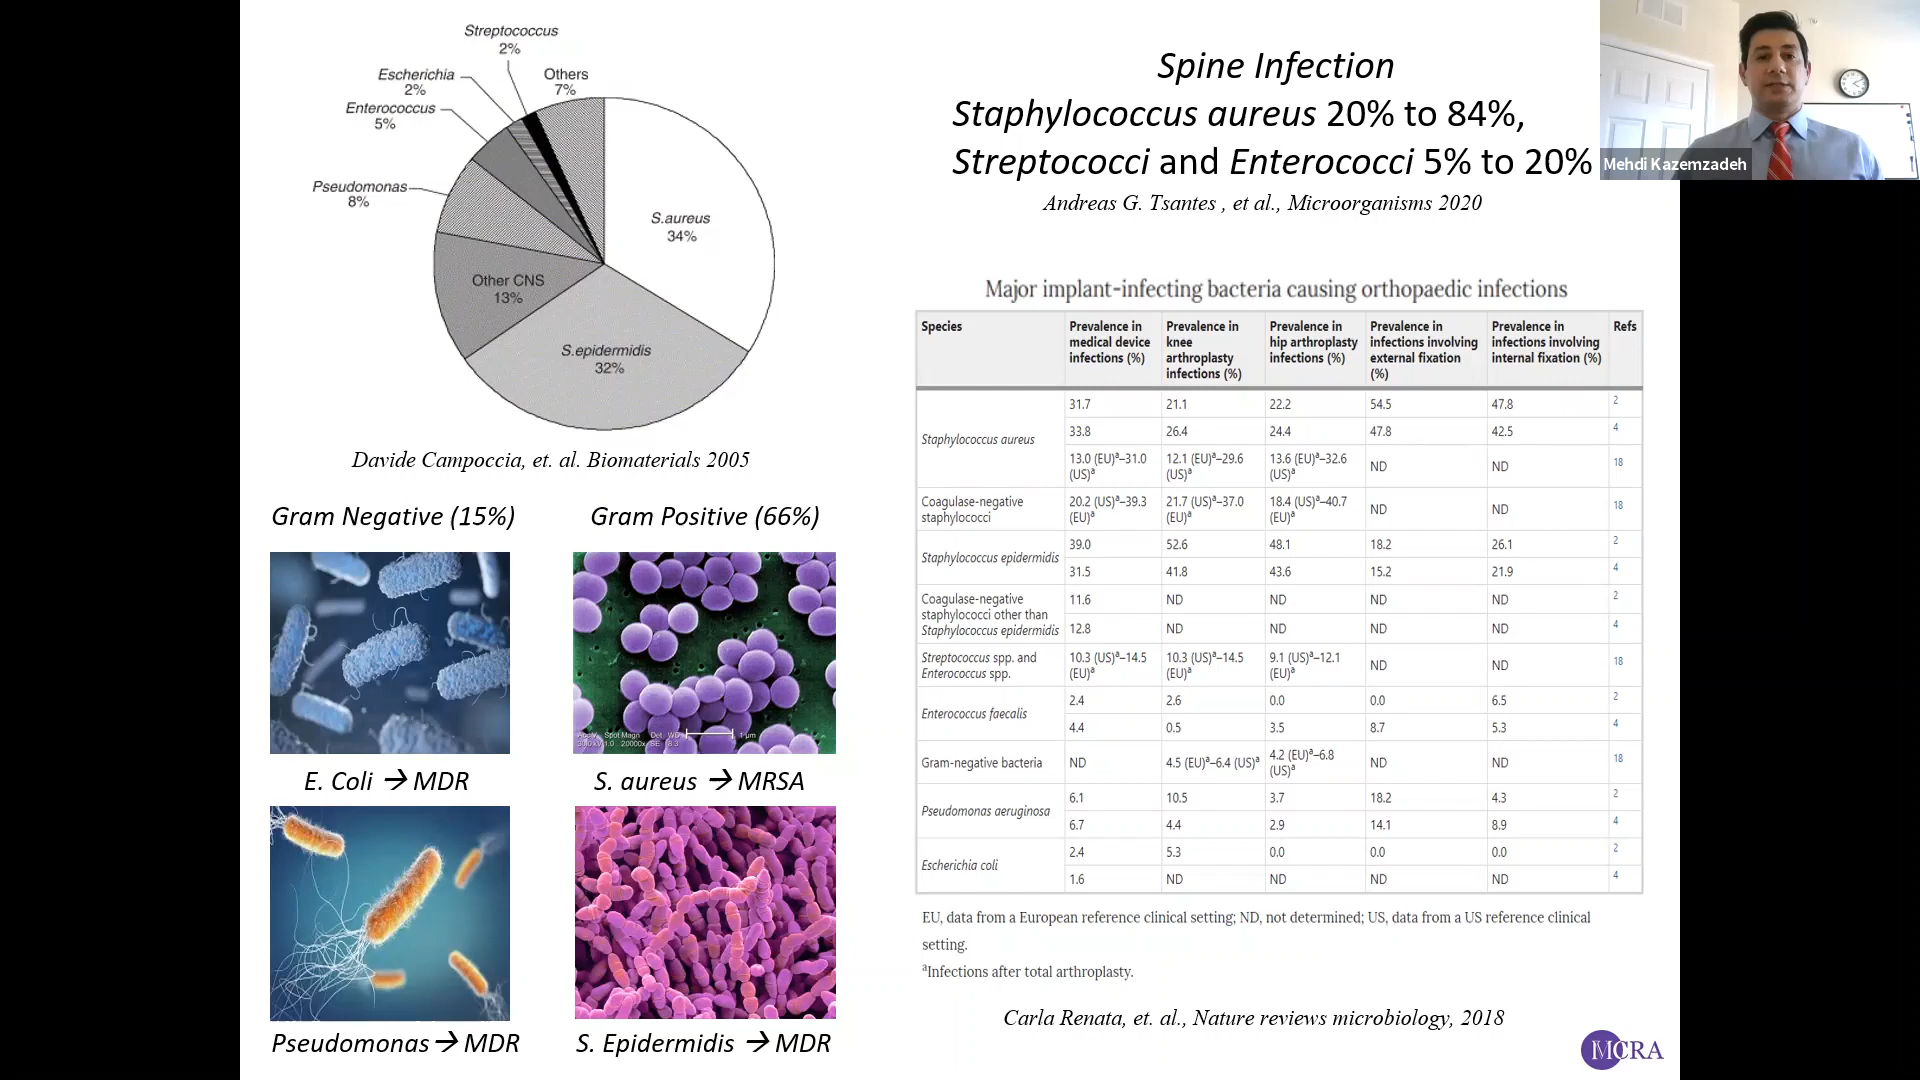 Streptococcus
2%
Escherichia
2%
Others
7%
Enterococcus
5%
Pseudomonas
8%
S.aureus
34%
Other CNS
13%
S.epidermidis
32%
Davide Campoccia, et. al. Biomaterials 2005
Gram Negative (15%)
Gram Positive (66%)
E. Coli → MDR
S. aureus → MRSA
Pseudomonas → MDR
S. Epidermidis → MDR
Spine Infection
Staphylococcus aureus 20% to 84%,
Streptococci and Enterococci 5% to 20%
Andreas G. Tsantes , et al., Microorganisms 2020
Mehdi Kazemzadeh
Major implant-infecting bacteria causing orthopaedic infections
Species Prevalence in medical device infections (%) Prevalence in knee arthroplasty infections (%) Prevalence in hip arthroplasty infections (%) Prevalence in infections involving external fixation (%) Prevalence in infections involving internal fixation (%) Refs
Staphylococcus aureus
31.7 21.1 22.2 54.5 47.8 2
33.8 26.4 24.4 47.8 42.5 4
13.0 (EU)a–31.0 (US)a 12.1 (EU)a–29.6 (US)a 13.6 (EU)a–32.6 (US)a ND ND 18
Coagulase-negative staphylococci 20.2 (US)a–39.3 (EU)a 21.7 (US)a–37.0 (EU)a 18.4 (US)a–40.7 (EU)a ND ND 18
Staphylococcus epidermidis
39.0 52.6 48.1 18.2 26.1 2
31.5 41.8 43.6 15.2 21.9 4
Coagulase-negative staphylococci other than Staphylococcus epidermidis
11.6 ND ND ND ND 2
12.8 ND ND ND ND 4
Streptococcus spp. and Enterococcus spp. 10.3 (US)a–14.5 (EU)a 10.3 (US)a–14.5 (EU)a 9.1 (US)a–12.1 (EU)a ND ND 18
Enterococcus faecalis
2.4 2.6 0.0 0.0 6.5 2
4.4 0.5 3.5 8.7 5.3 4
Gram-negative bacteria ND 4.5 (EU)a–6.4 (US)a 4.2 (EU)a–6.8 (US)a ND ND 18
Pseudomonas aeruginosa
6.1 10.5 3.7 18.2 4.3 2
6.7 4.4 2.9 14.1 8.9 4
Escherichia coli
2.4 5.3 0.0 0.0 0.0 2
1.6 ND ND ND ND 4
EU, data from a European reference clinical setting; ND, not determined; US, data from a US reference clinical
setting.
aInfections after total arthroplasty.
Carla Renata, et. al., Nature reviews microbiology, 2018
MCRA